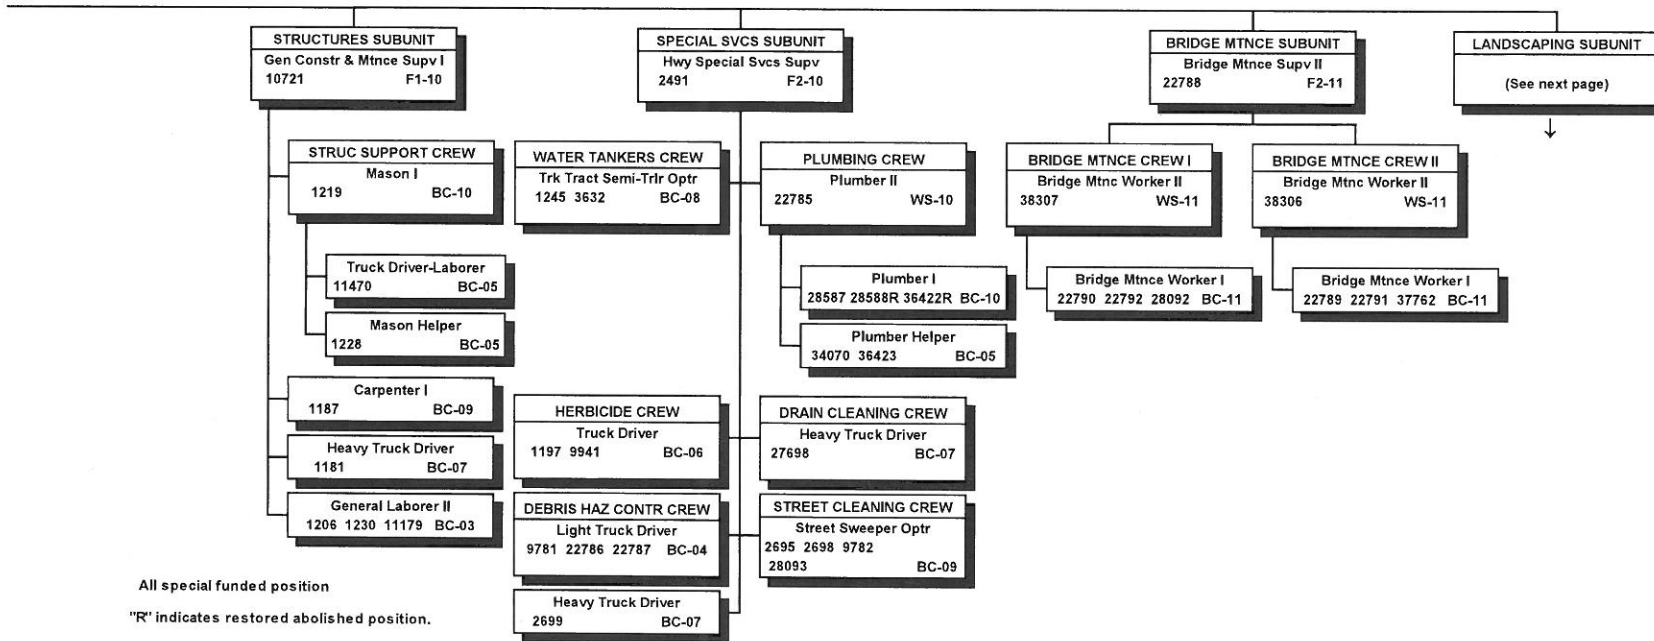 STRUCTURES SUBUNIT
Gen Constr & Mtnce Supv I
10721 F1-10
STRUC SUPPORT CREW
Mason I
1219 BC-10
Truck Driver-Laborer
11470 BC-05
Mason Helper
1228 BC-05
Carpenter I
1187 BC-09
Heavy Truck Driver
1181 BC-07
General Laborer II
1206 1230 11179 BC-03
SPECIAL SVCS SUBUNIT
Hwy Special Svcs Supv
2491 F2-10
WATER TANKERS CREW
Trk Tract Semi-Trlr Optr
1245 3632 BC-08
PLUMBING CREW
Plumber II
22785 WS-10
Plumber I
28587 28588R 36422R BC-10
Plumber Helper
34070 36423 BC-05
HERBICIDE CREW
Truck Driver
1197 9941 BC-06
DRAIN CLEANING CREW
Heavy Truck Driver
27698 BC-07
DEBRIS HAZ CONTR CREW
Light Truck Driver
9781 22786 22787 BC-04
STREET CLEANING CREW
Street Sweeper Optr
2695 2698 9782
28093 BC-09
Heavy Truck Driver
2699 BC-07
BRIDGE MTNCE SUBUNIT
Bridge Mtnce Supv II
22788 F2-11
BRIDGE MTNCE CREW I
Bridge Mtnc Worker II
38307 WS-11
Bridge Mtnce Worker I
22790 22792 28092 BC-11
BRIDGE MTNCE CREW II
Bridge Mtnc Worker II
38306 WS-11
Bridge Mtnce Worker I
22789 22791 37762 BC-11
LANDSCAPING SUBUNIT
(See next page)
All special funded position
"R" indicates restored abolished position.